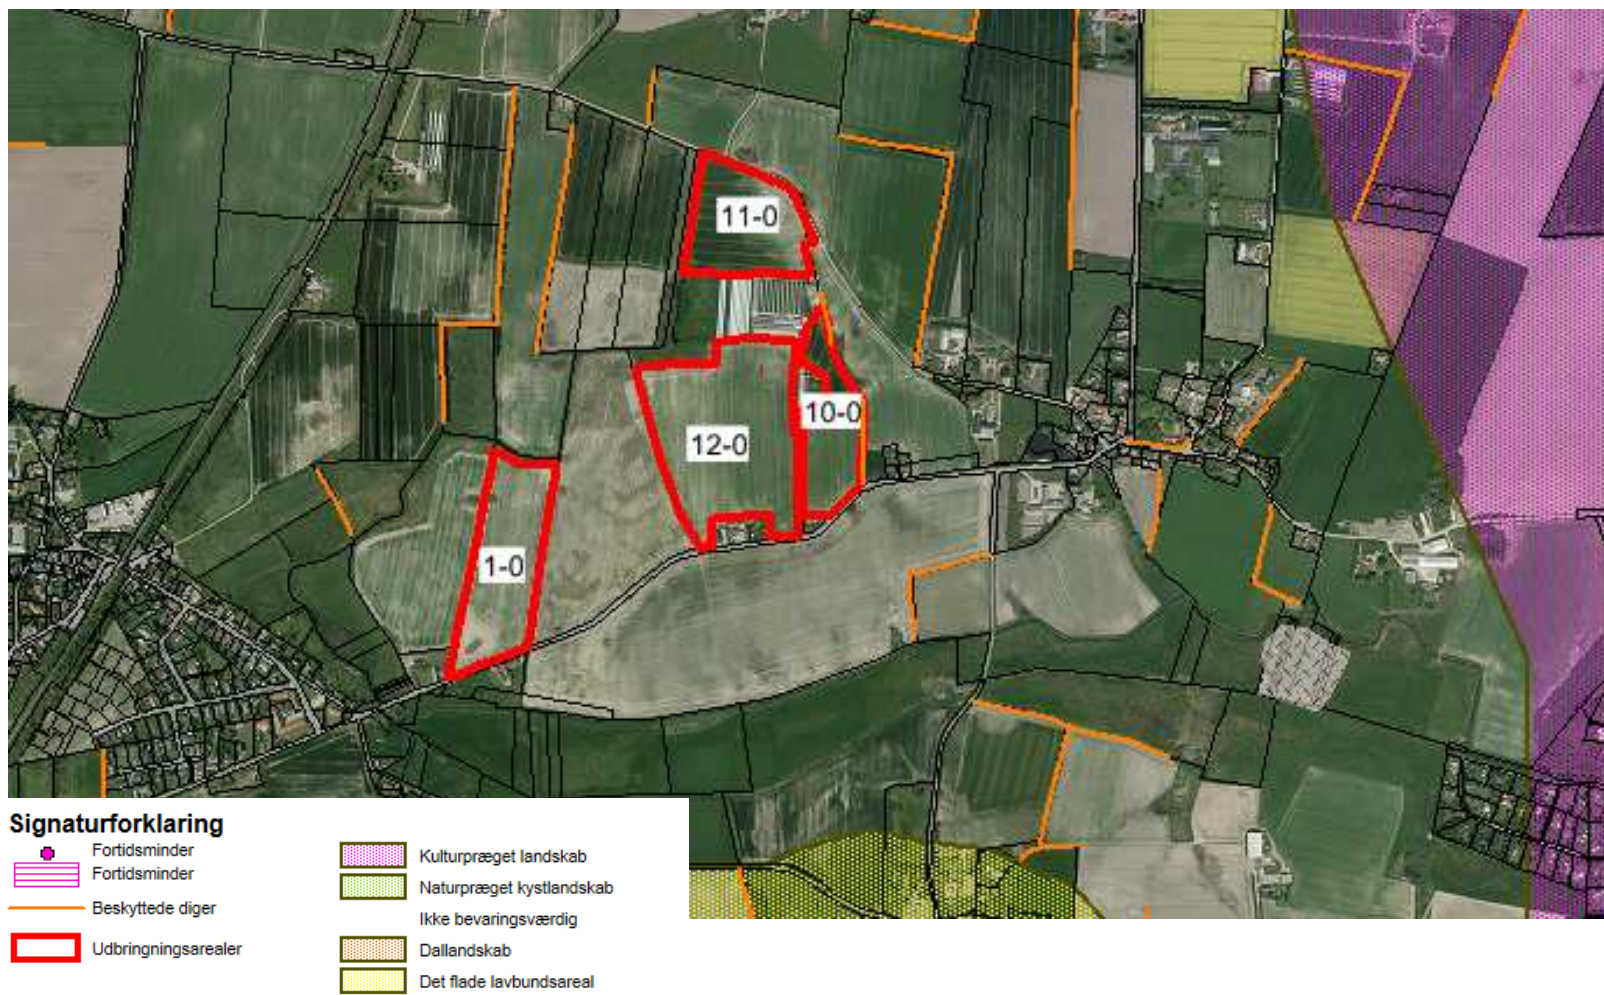 11-0
10-0
12-0
1-0
Signaturforklaring
Fortidsminder
Fortidsminder
Beskyttede diger
Udbringningsarealer
Kulturpræget landskab
Naturpræget kystlandskab
Ikke bevaringsværdig
Dallandskab
Det flade lavbundsareal